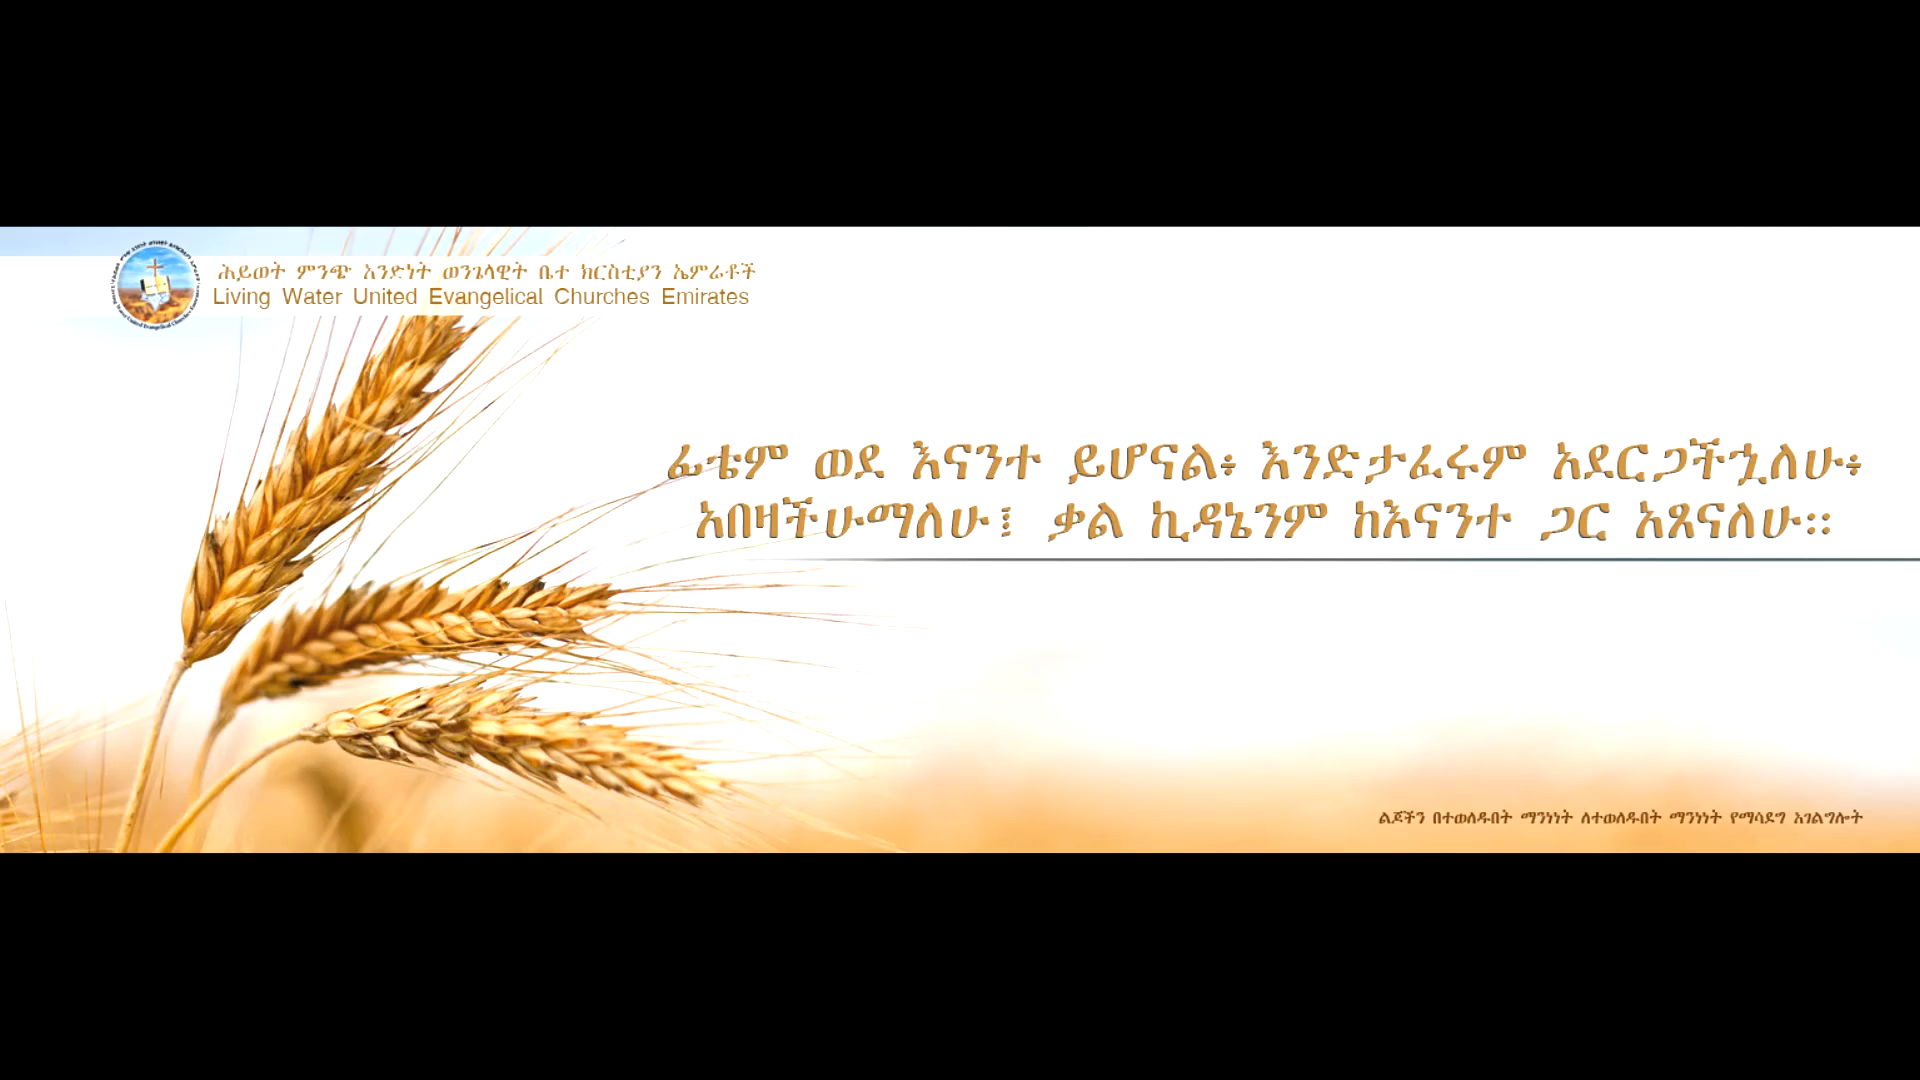 ሕይወት ምንጭ አንድነት ወንጌላዊት ቤተ ክርስቲያን ኤምሬቶች
Living Water United Evangelical Churches Emirates
ፊቴም ወደ እናንተ ይሆናል፥ እንድታፈሩም አደርጋችኋለሁ፥
አበዛችሁማለሁ፤ ቃል ኪዳኔንም ከእናንተ ጋር አጸናለሁ።
ልጆችን በተወለዱበት ማንነት ለተወለዱበት ማንነት የማሳደግ አገልግሎት